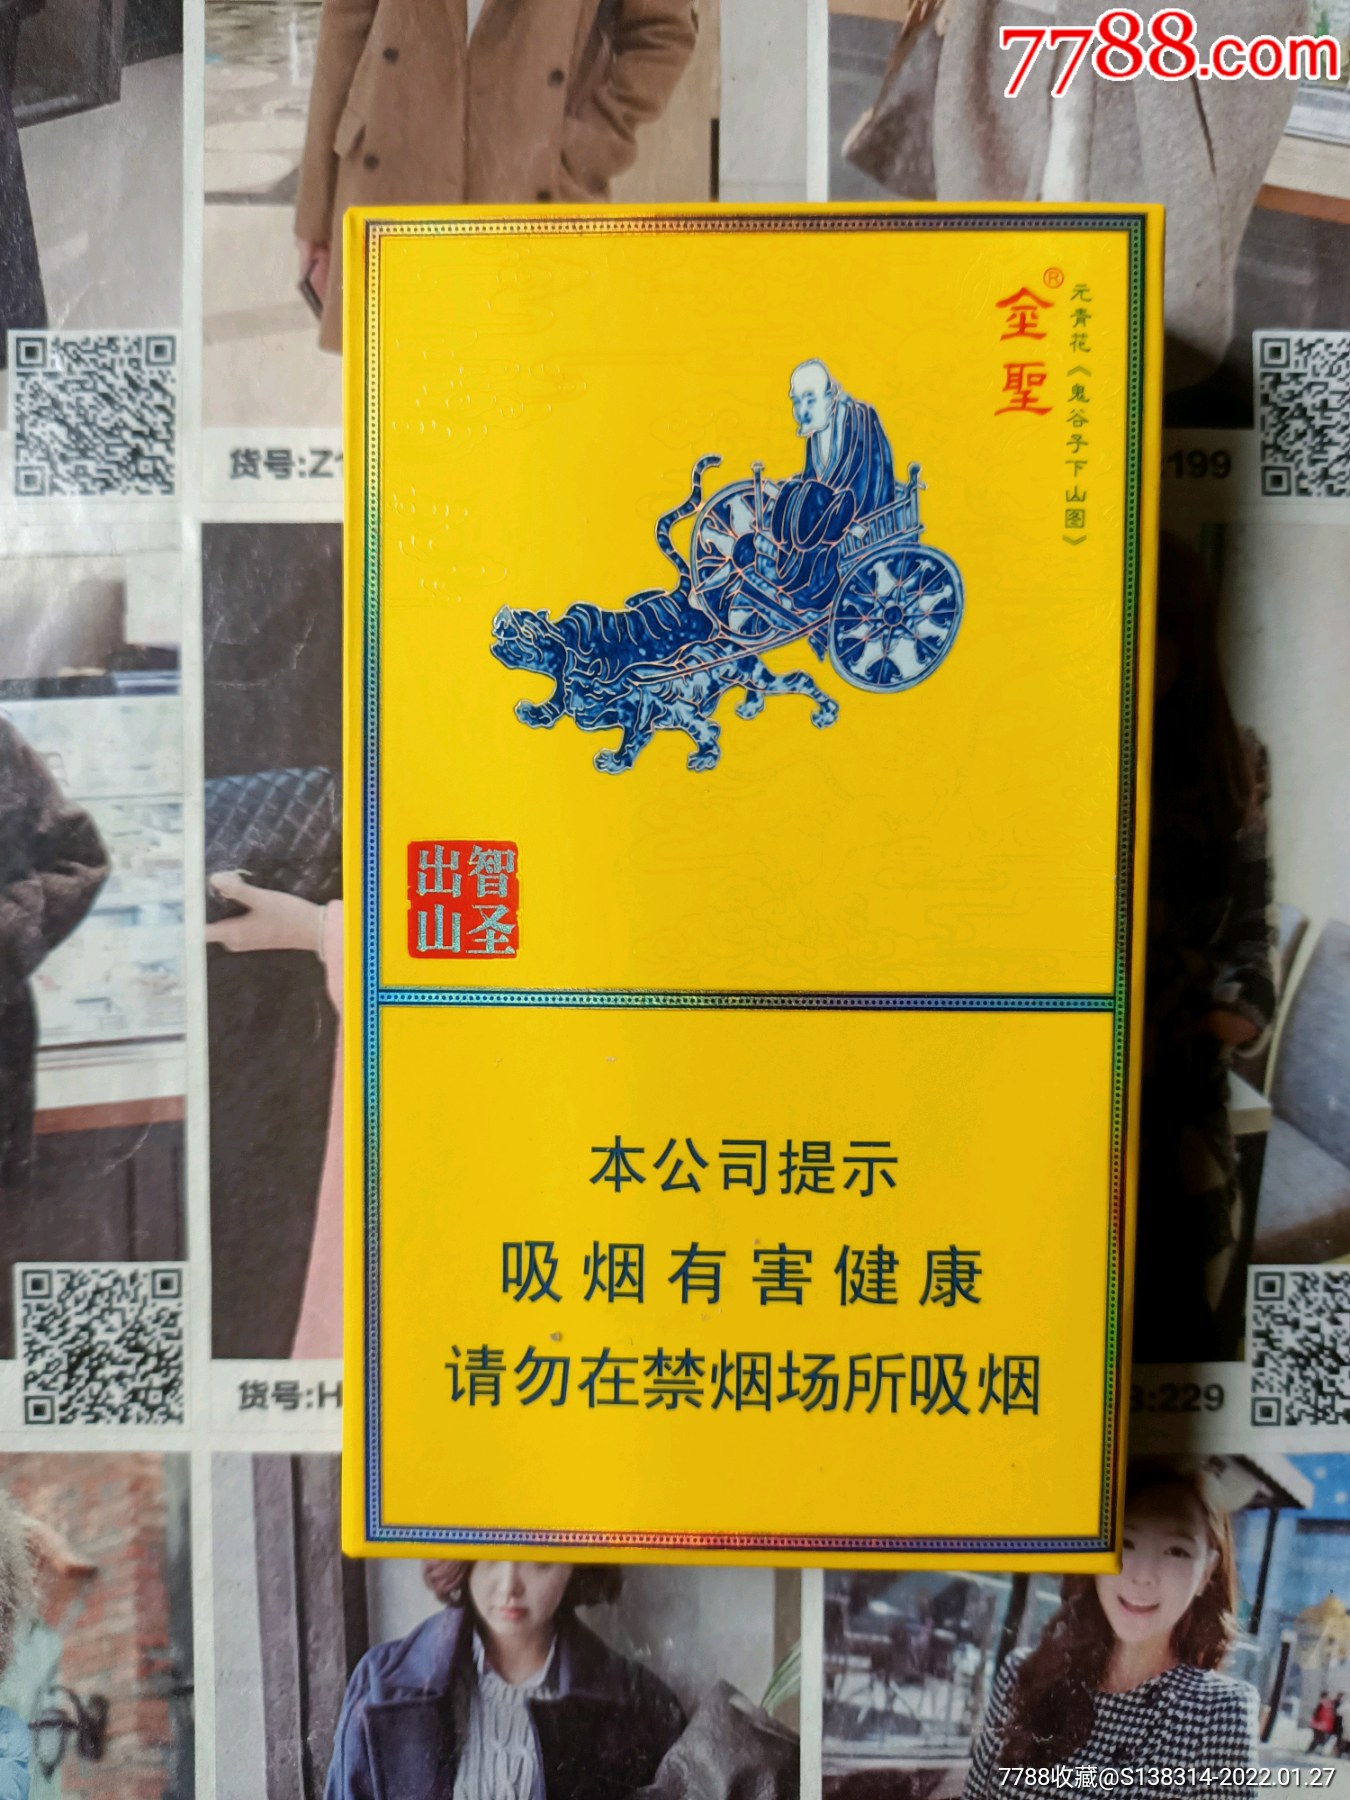 7788.com
金聖®
元青花《鬼谷子下山图》
货号:Z1
199
智圣
出山
本公司提示
吸烟有害健康
请勿在禁烟场所吸烟
货号:H
:229
7788收藏@S138314-2022.01.27